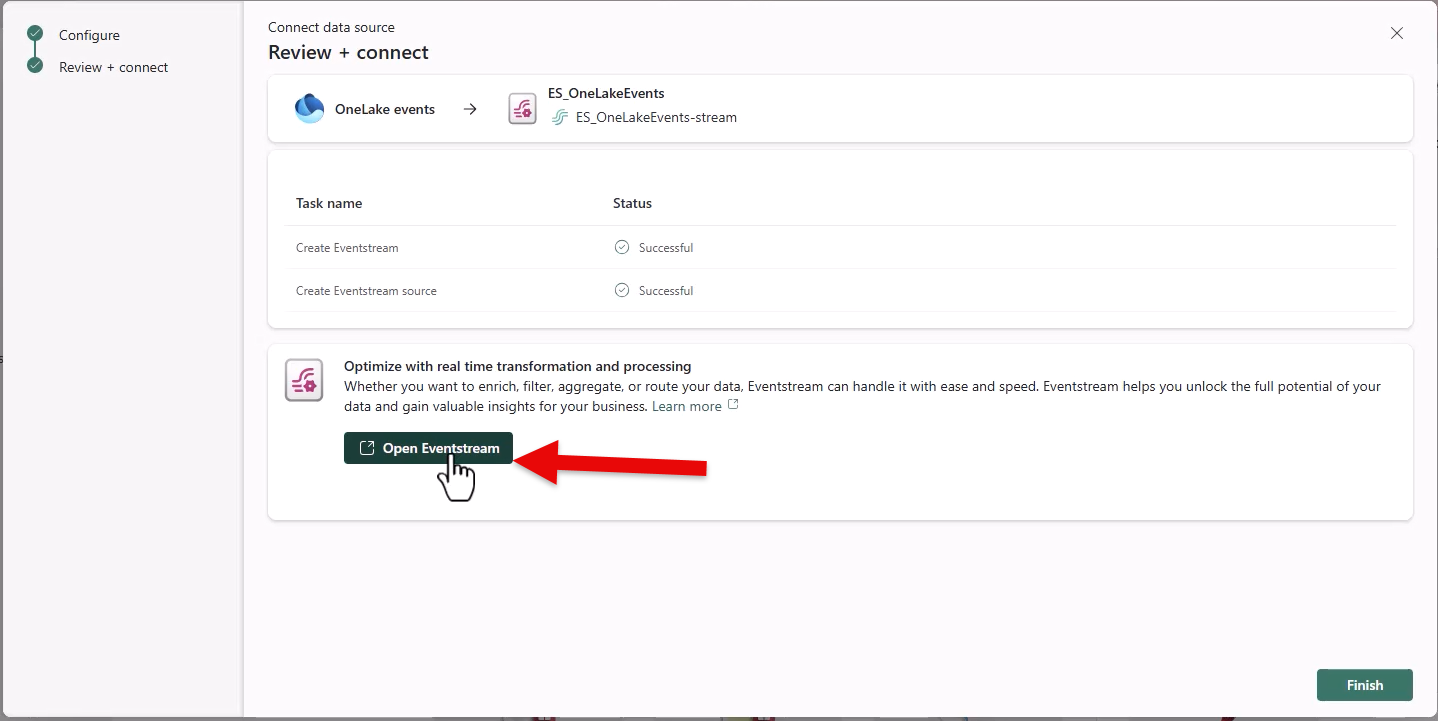 Configure
Review + connect
Connect data source
Review + connect
OneLake events
ES_OneLakeEvents
ES_OneLakeEvents-stream
Task name Status
Create Eventstream Successful
Create Eventstream source Successful
Optimize with real time transformation and processing
Whether you want to enrich, filter, aggregate, or route your data, Eventstream can handle it with ease and speed. Eventstream helps you unlock the full potential of your
data and gain valuable insights for your business. Learn more
Open Eventstream
Finish